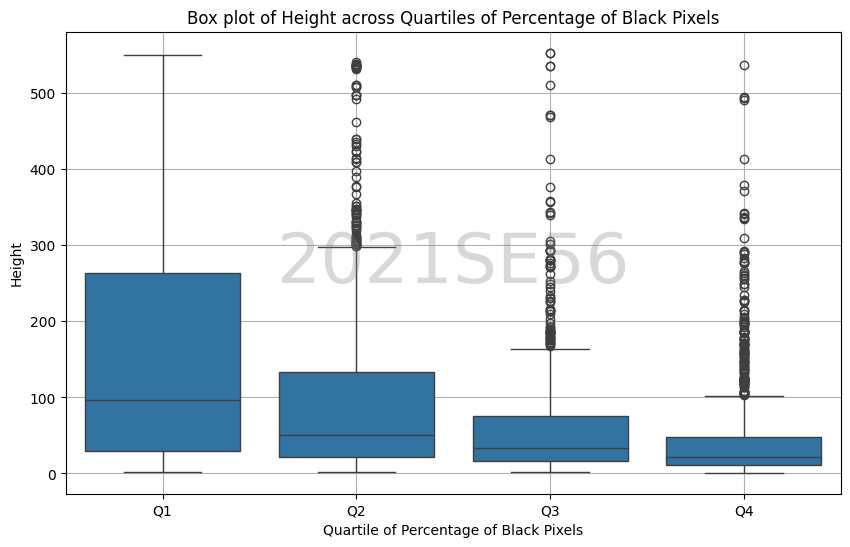 Box plot of Height across Quartiles of Percentage of Black Pixels
500
400
300
200
100
0
Height
2021SE56
Q1 Q2 Q3 Q4
Quartile of Percentage of Black Pixels